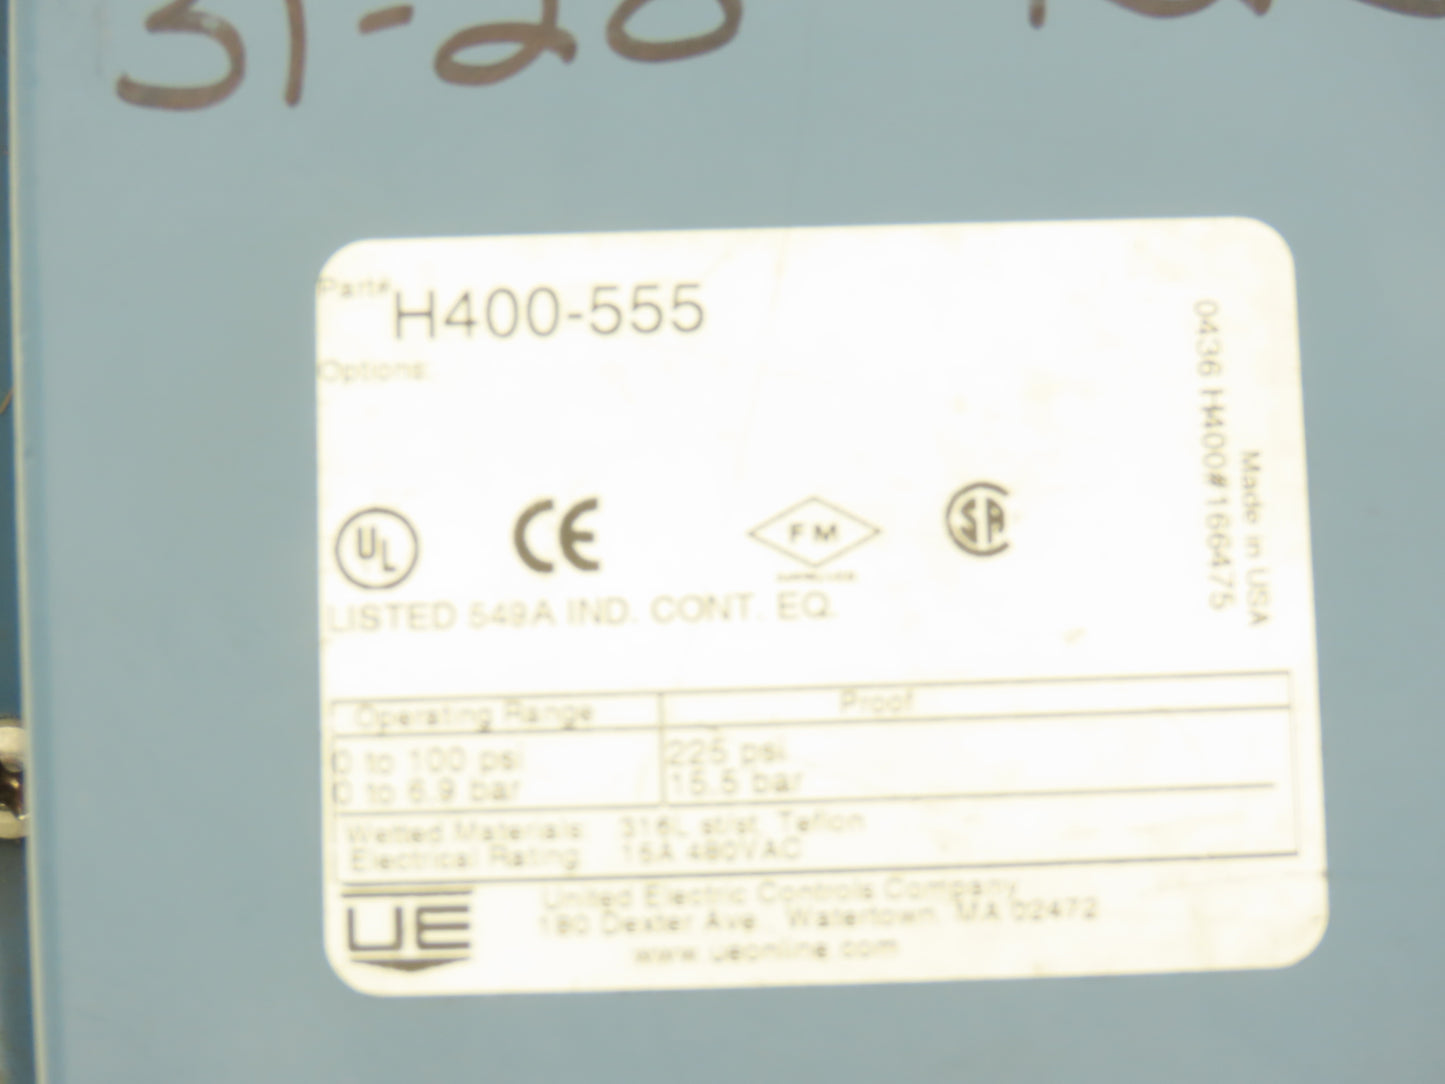 31-20
Part#
H400-555
Options:
UL
CE
FM
APPROVED
SA
LISTED 549A IND. CONT. EQ.
0436 H400#166475
Made in USA
Operating Range Proof
0 to 100 psi 225 psi
0 to 6.9 bar 15.5 bar
Wetted Materials: 316L st/st, Teflon
Electrical Rating: 15A 480VAC
UE
United Electric Controls Company
180 Dexter Ave., Watertown, MA 02472
www.ueonline.com